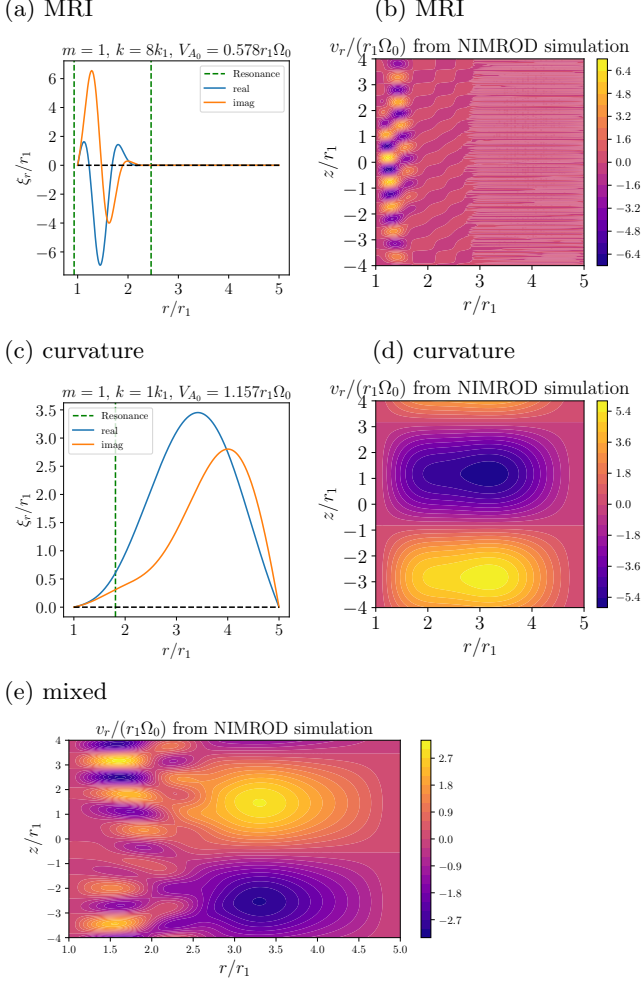 (a) MRI
m = 1, k = 8k₁, V_{A₀} = 0.578r₁Ω₀
Resonance
real
imag
6
4
2
0
−2
−4
−6
ξ_r/r₁
1 2 3 4 5
r/r₁
(b) MRI
v_r/(r₁Ω₀) from NIMROD simulation
4
3
2
1
0
−1
−2
−3
−4
z/r₁
1 2 3 4 5
r/r₁
6.4
4.8
3.2
1.6
0.0
−1.6
−3.2
−4.8
−6.4
(c) curvature
m = 1, k = 1k₁, V_{A₀} = 1.157r₁Ω₀
Resonance
real
imag
3.5
3.0
2.5
2.0
1.5
1.0
0.5
0.0
ξ_r/r₁
1 2 3 4 5
r/r₁
(d) curvature
v_r/(r₁Ω₀) from NIMROD simulation
4
3
2
1
0
−1
−2
−3
−4
z/r₁
1 2 3 4 5
r/r₁
5.4
3.6
1.8
0.0
−1.8
−3.6
−5.4
(e) mixed
v_r/(r₁Ω₀) from NIMROD simulation
4
3
2
1
0
−1
−2
−3
−4
z/r₁
1.0 1.5 2.0 2.5 3.0 3.5 4.0 4.5 5.0
r/r₁
2.7
1.8
0.9
0.0
−0.9
−1.8
−2.7